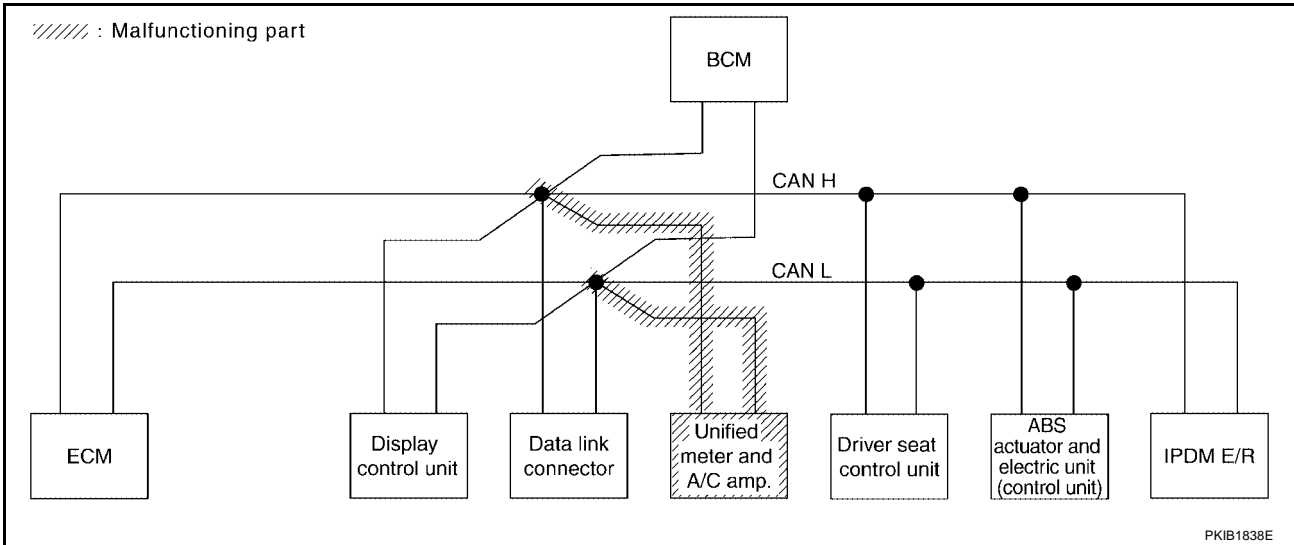 : Malfunctioning part
BCM
CAN H
CAN L
ECM
Display
control unit
Data link
connector
Unified
meter and
A/C amp.
Driver seat
control unit
ABS
actuator and
electric unit
(control unit)
IPDM E/R
PKIB1838E